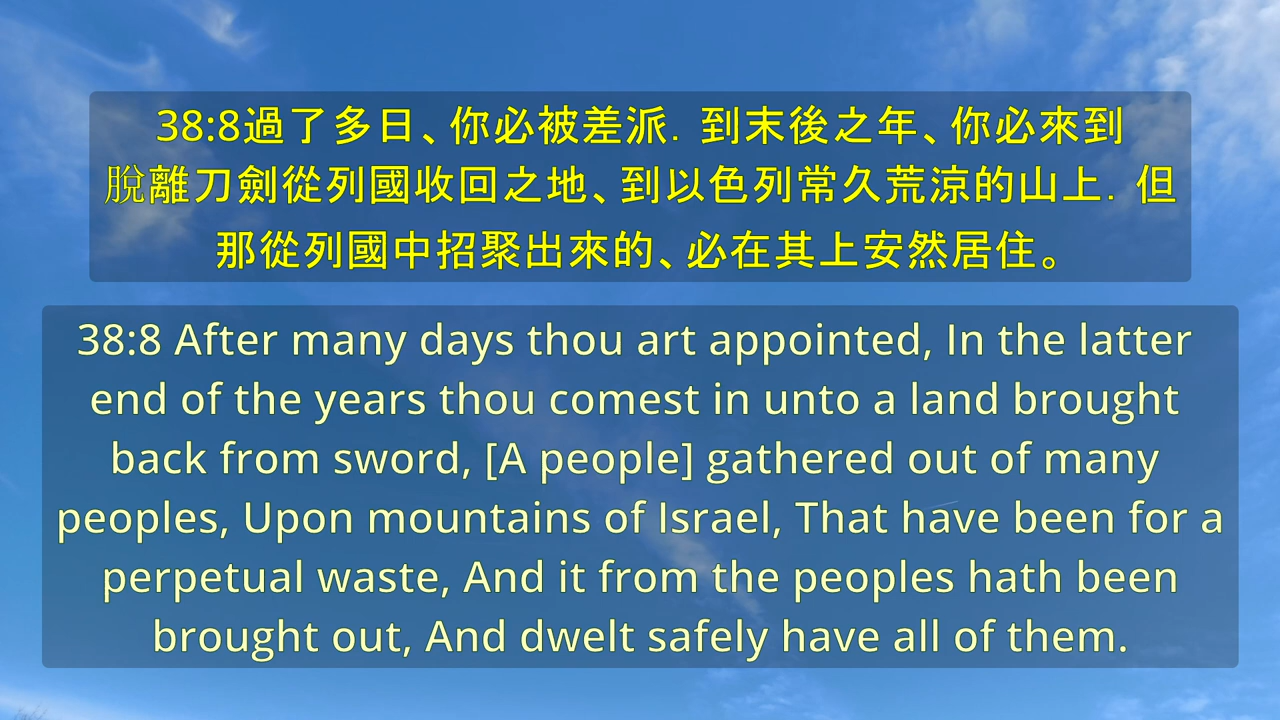 38:8過了多日、你必被差派．到末後之年、你必來到
脫離刀劍從列國收回之地、到以色列常久荒涼的山上．但
那從列國中招聚出來的、必在其上安然居住。
38:8 After many days thou art appointed, In the latter
end of the years thou comest in unto a land brought
back from sword, [A people] gathered out of many
peoples, Upon mountains of Israel, That have been for a
perpetual waste, And it from the peoples hath been
brought out, And dwelt safely have all of them.